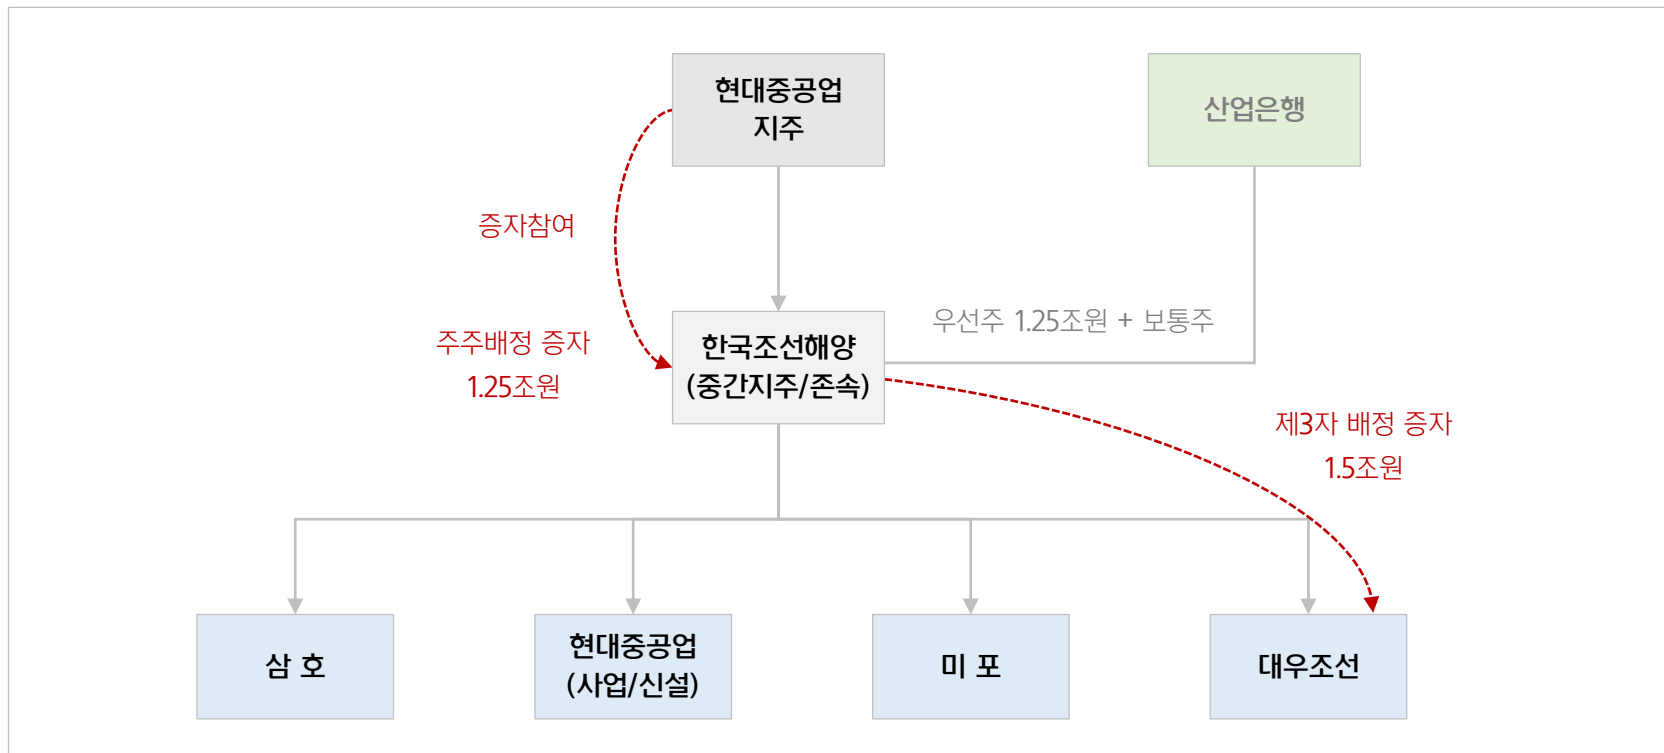 현대중공업
지주
산업은행
증자참여
우선주 1.25조원 + 보통주
주주배정 증자
1.25조원
한국조선해양
(중간지주/존속)
제3자 배정 증자
1.5조원
삼 호
현대중공업
(사업/신설)
미 포
대우조선